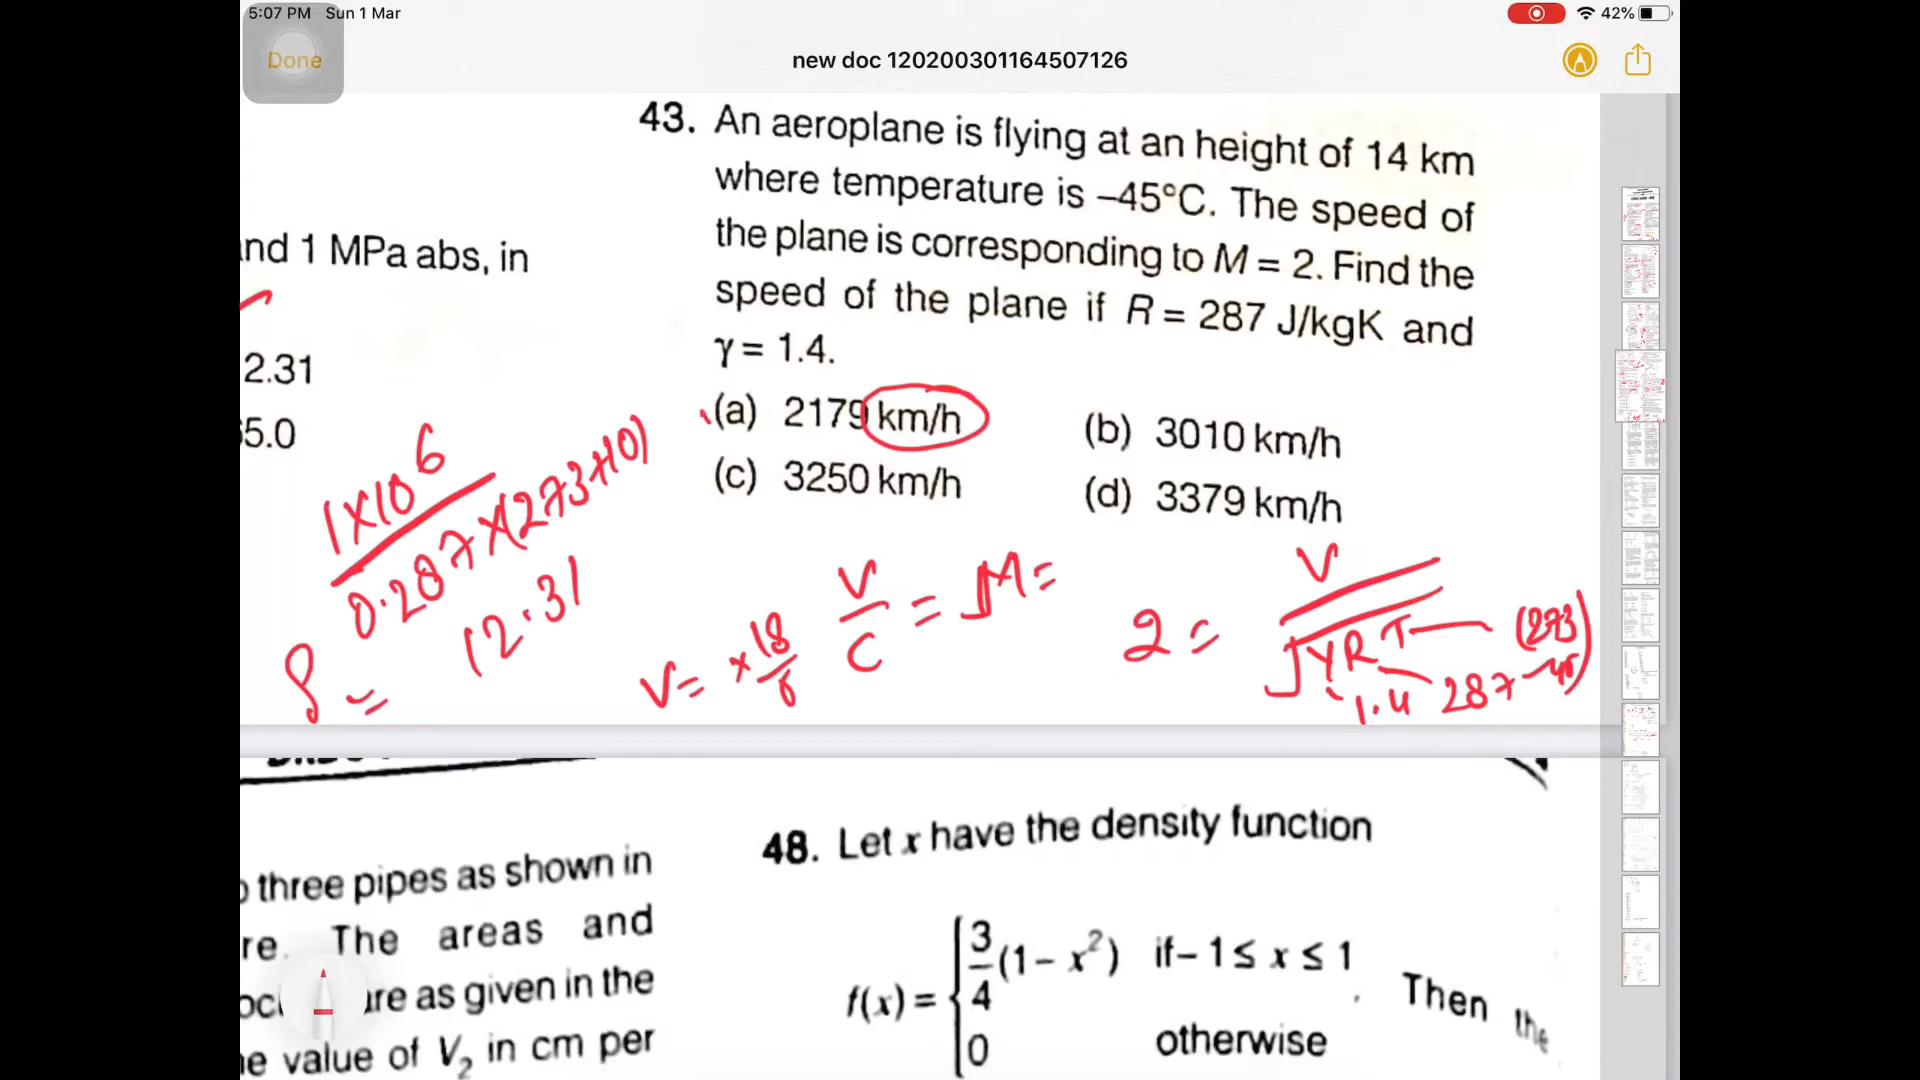 5:07 PM Sun 1 Mar
42%
Done
new doc 120200301164507126
nd 1 MPa abs, in
2.31
5.0
1×10^6
0.287×(273+10)
12.31
ρ =
43. An aeroplane is flying at an height of 14 km
where temperature is –45°C. The speed of
the plane is corresponding to M = 2. Find the
speed of the plane if R = 287 J/kgK and
γ = 1.4.
(a) 2179 km/h
(b) 3010 km/h
(c) 3250 km/h
(d) 3379 km/h
V/C = M =
V = × 18/
2 = V/√γRT
(273
1.4 287
three pipes as shown in
re. The areas and
are as given in the
e value of V₂ in cm per
48. Let x have the density function
f(x) = { 3/4 (1 – x²) if – 1 ≤ x ≤ 1
0 otherwise
. Then the